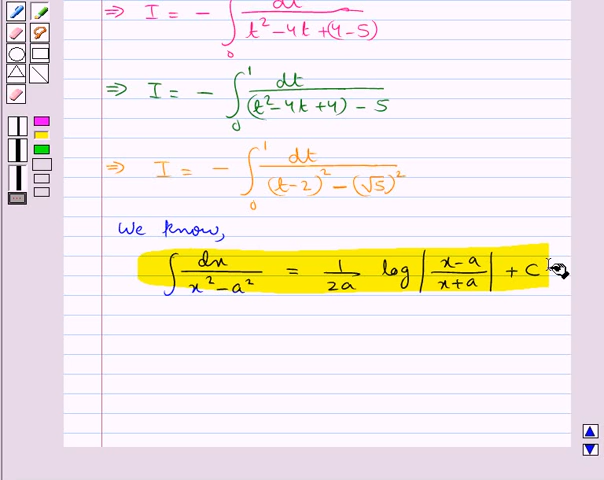 ⇒ I = - ∫₀ dt / (t² - 4t + (4 - 5))
⇒ I = - ∫₀¹ dt / ((t² - 4t + 4) - 5)
⇒ I = - ∫₀¹ dt / ((t - 2)² - (√5)²)
We know,
∫ dx / (x² - a²) = 1 / 2a log | (x - a) / (x + a) | + C